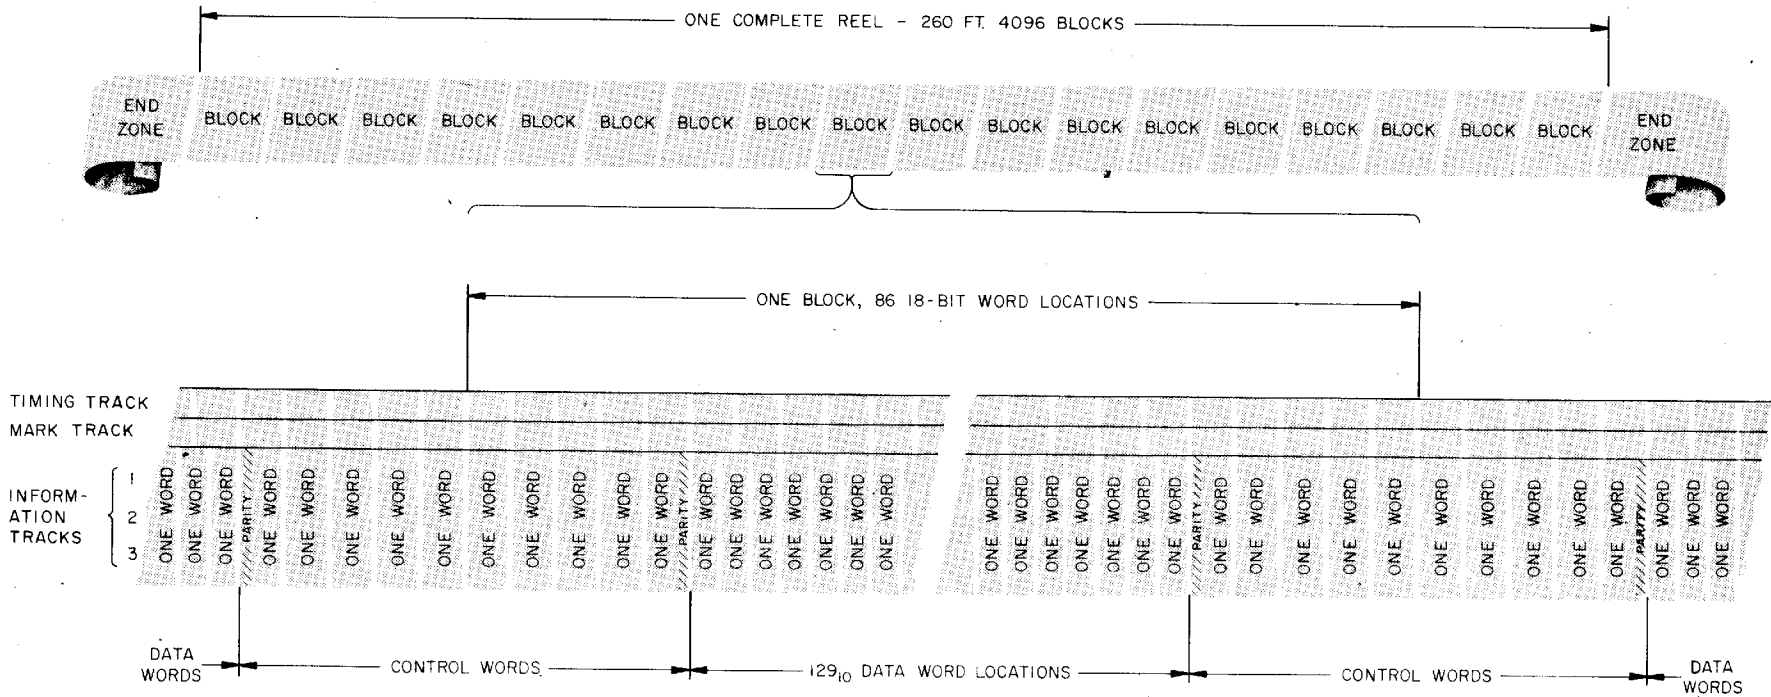 ONE COMPLETE REEL - 260 FT. 4096 BLOCKS
END ZONE BLOCK BLOCK BLOCK BLOCK BLOCK BLOCK BLOCK BLOCK BLOCK BLOCK BLOCK BLOCK BLOCK BLOCK BLOCK BLOCK BLOCK BLOCK END ZONE
ONE BLOCK, 86 18-BIT WORD LOCATIONS
TIMING TRACK
MARK TRACK
INFORM-
ATION
TRACKS
1
2
3
ONE WORD
ONE WORD
ONE WORD
PARITY
ONE WORD
ONE WORD
ONE WORD
ONE WORD
ONE WORD
ONE WORD
ONE WORD
ONE WORD
ONE WORD
ONE WORD
PARITY
ONE WORD
ONE WORD
ONE WORD
ONE WORD
ONE WORD
ONE WORD
ONE WORD
ONE WORD
ONE WORD
ONE WORD
ONE WORD
ONE WORD
ONE WORD
ONE WORD
PARITY
ONE WORD
ONE WORD
ONE WORD
ONE WORD
ONE WORD
ONE WORD
ONE WORD
ONE WORD
ONE WORD
ONE WORD
PARITY
ONE WORD
ONE WORD
ONE WORD
DATA
WORDS
CONTROL WORDS
129₁₀ DATA WORD LOCATIONS
CONTROL WORDS
DATA
WORDS